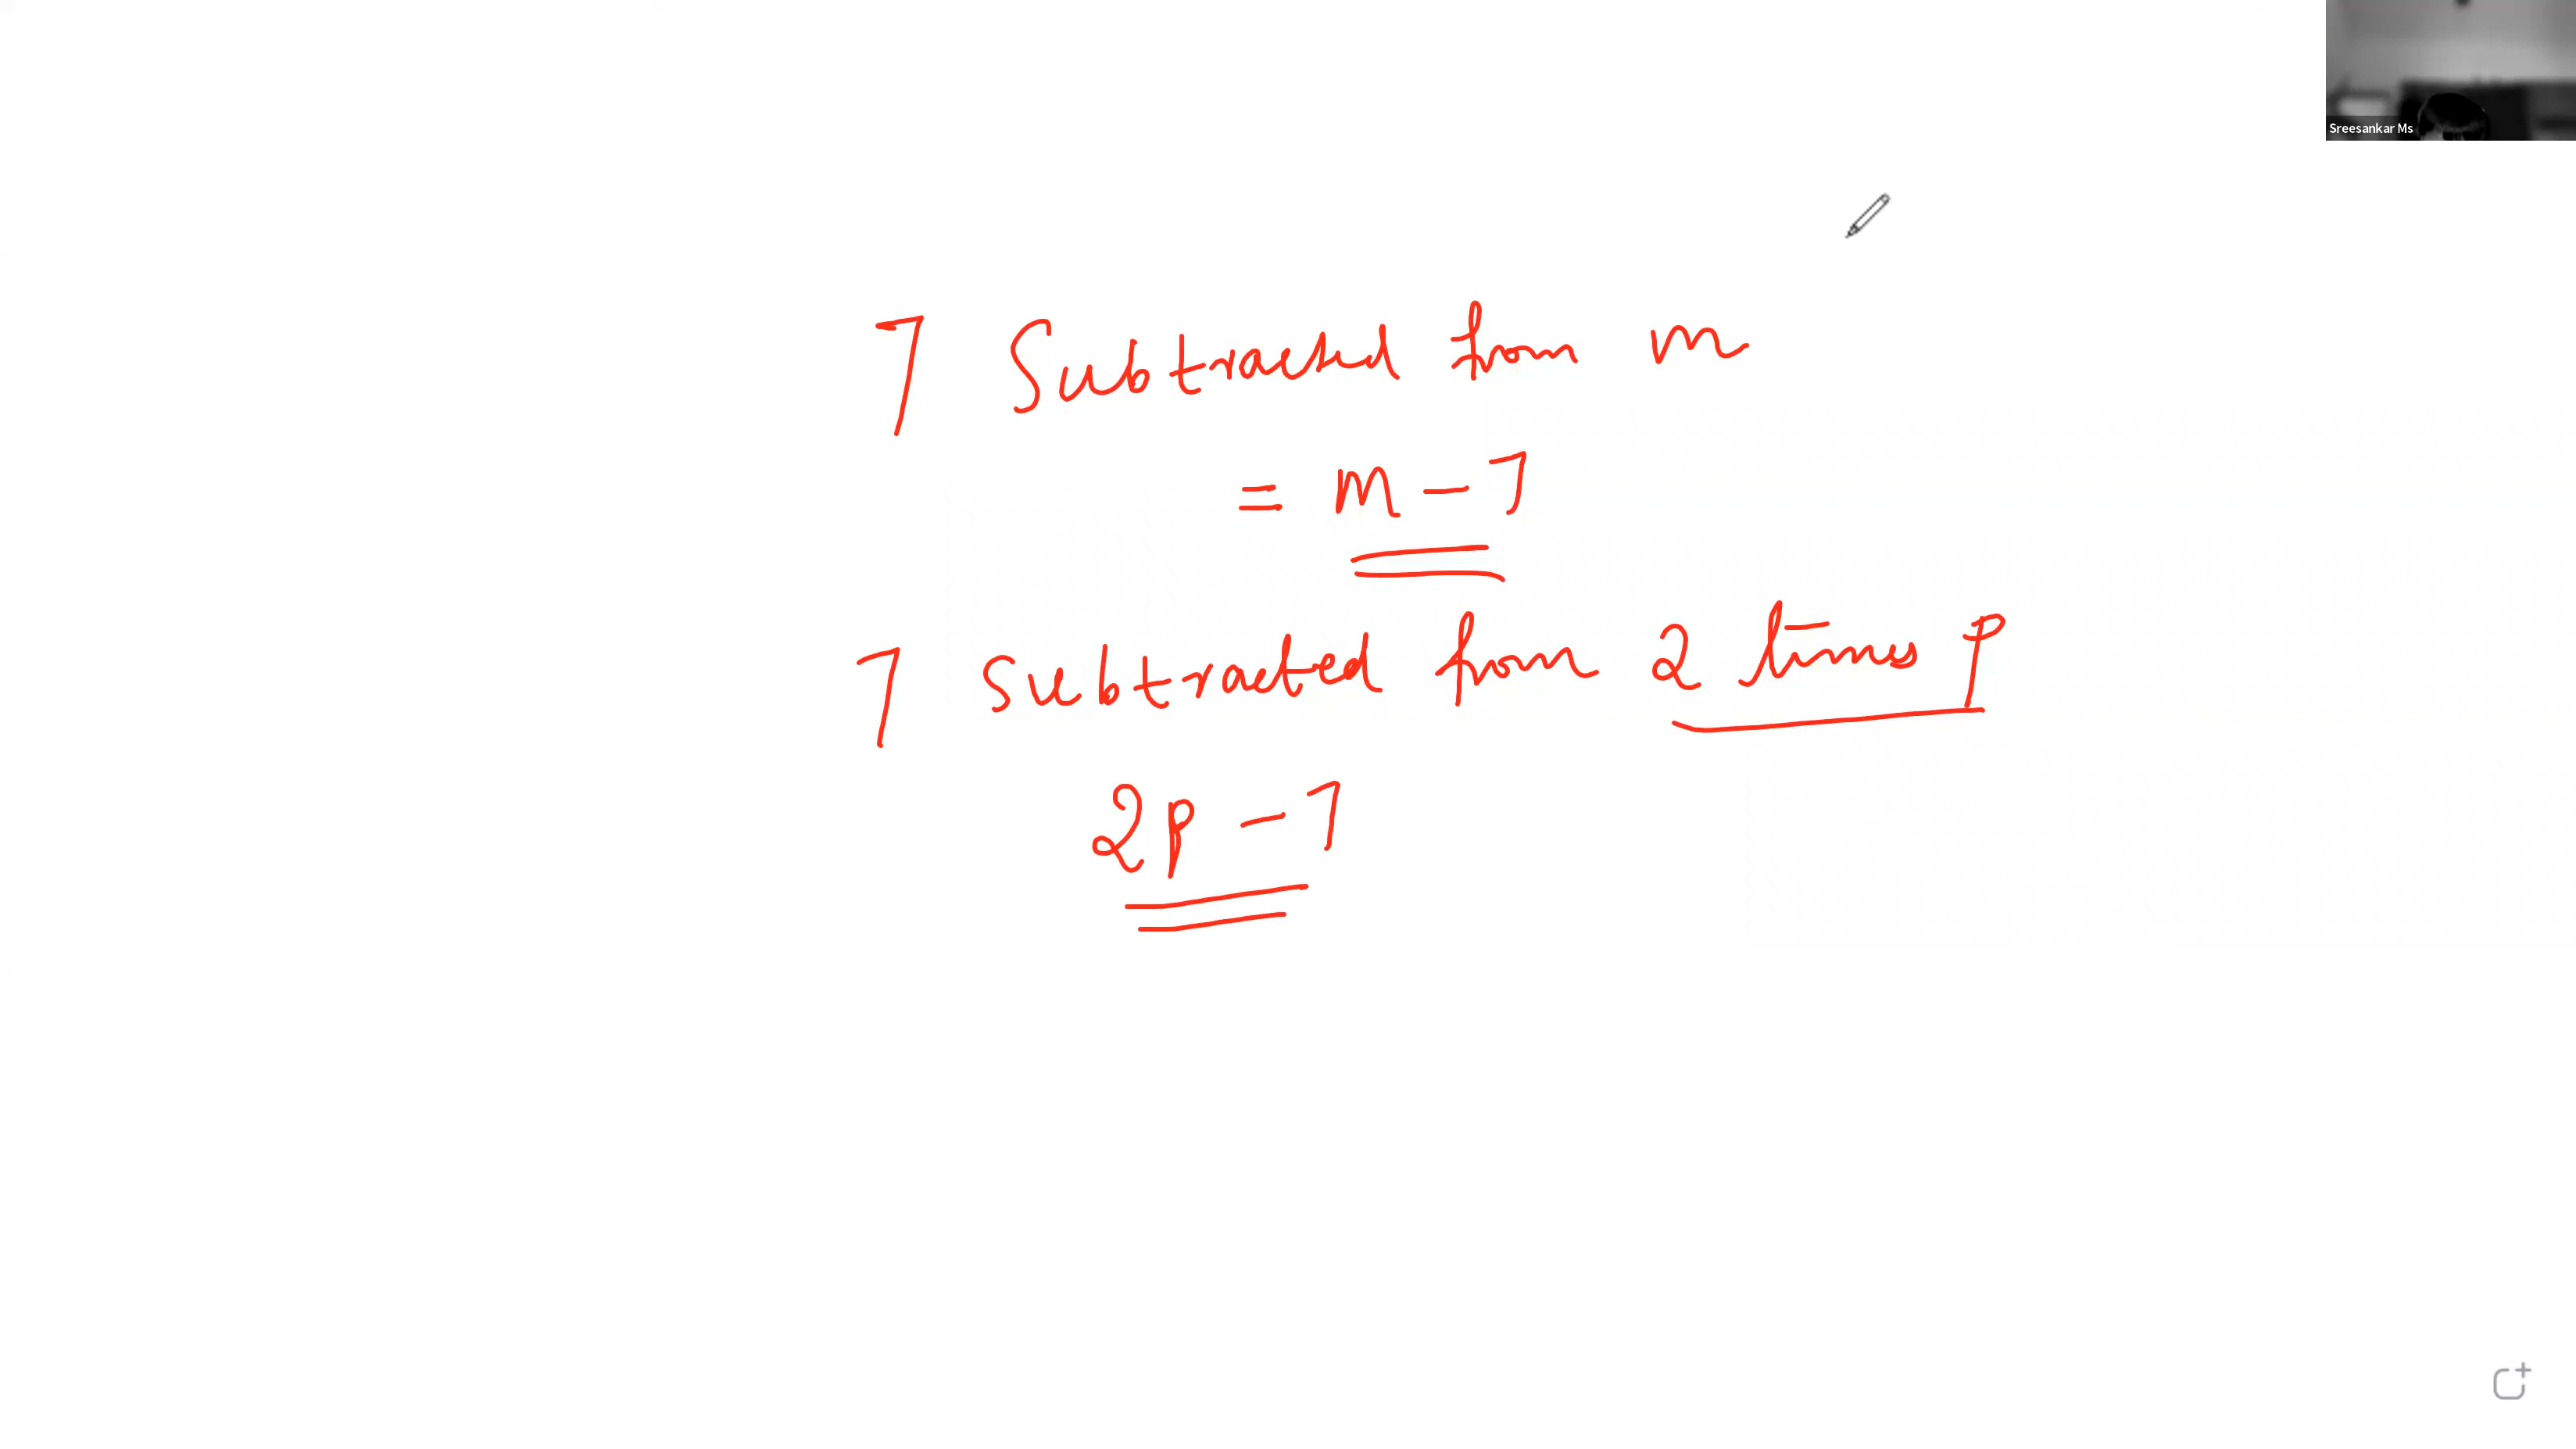 Sreesankar Ms
7 Subtracted from m
= m - 7
7 subtracted from 2 times p
2p - 7